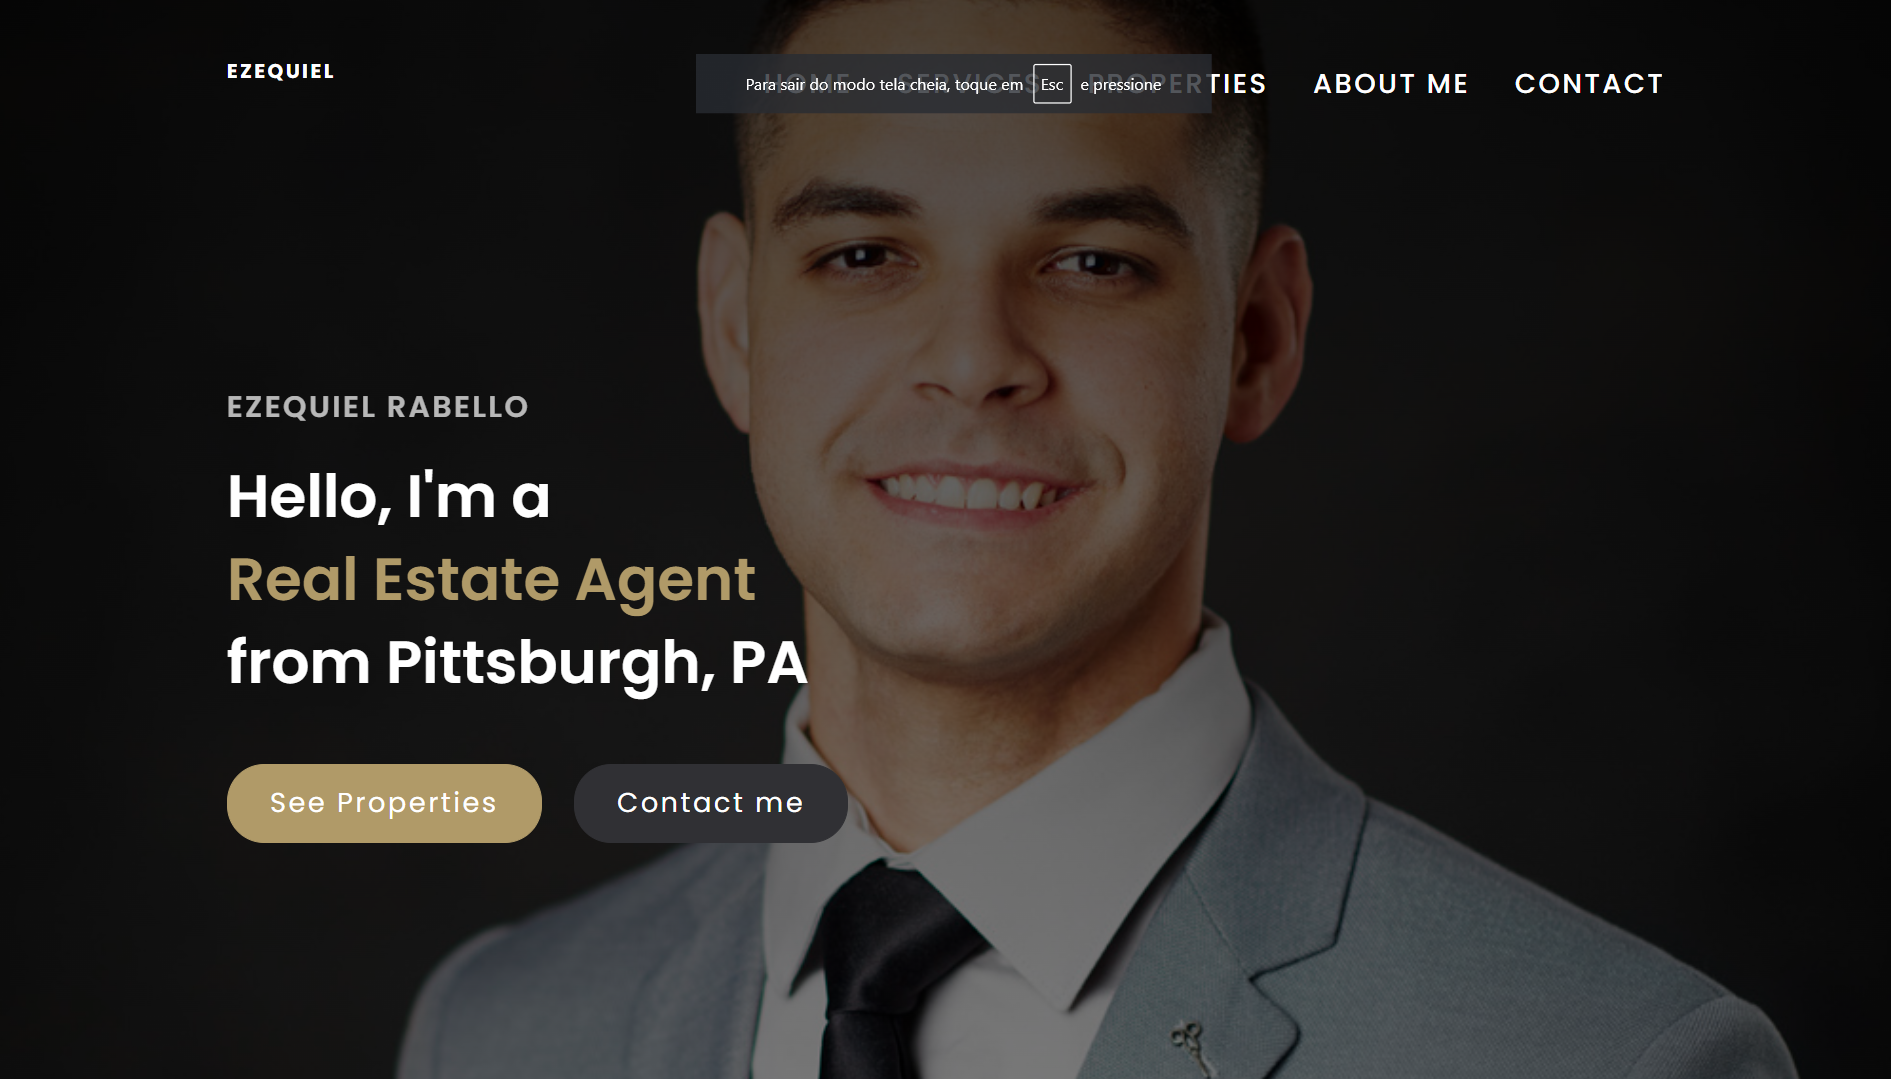 EZEQUIEL
HOME SERVICES PROPERTIES ABOUT ME CONTACT
Para sair do modo tela cheia, toque em Esc e pressione
EZEQUIEL RABELLO
Hello, I'm a
Real Estate Agent
from Pittsburgh, PA
See Properties
Contact me